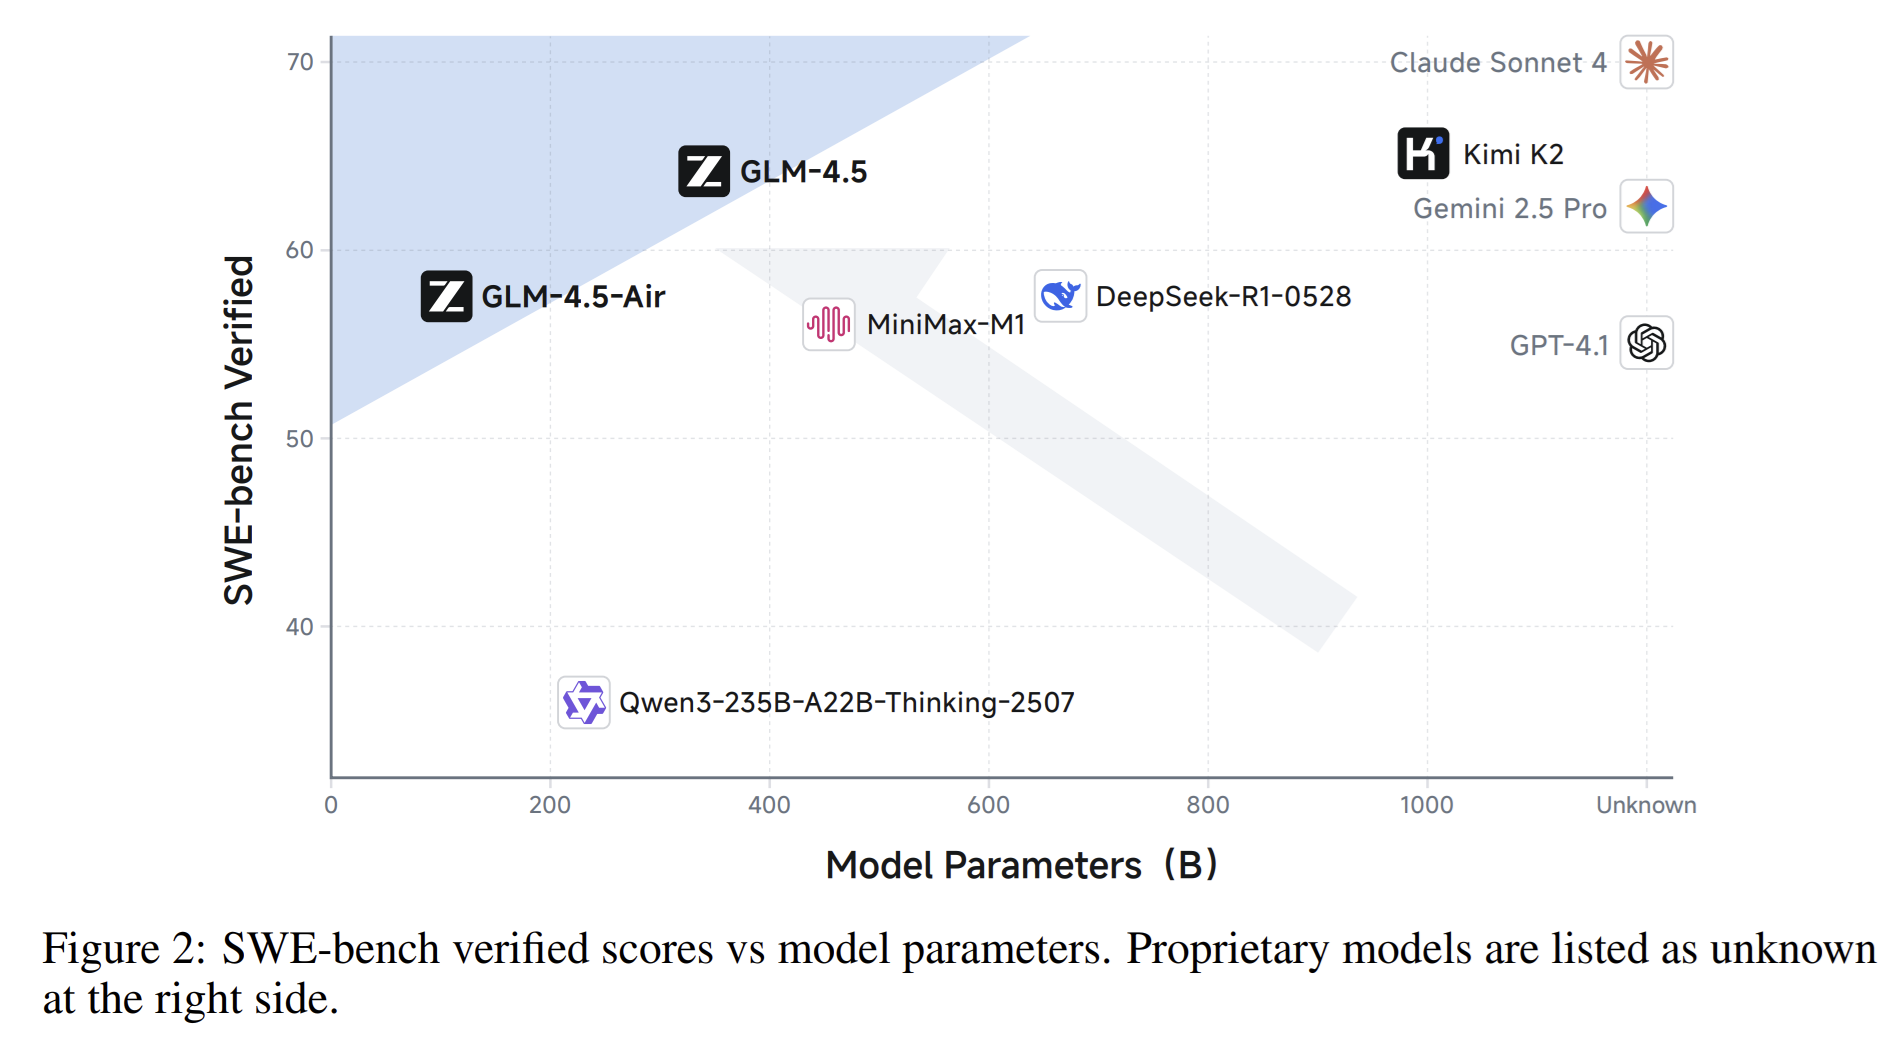 70
Claude Sonnet 4
Kimi K2
GLM-4.5
Gemini 2.5 Pro
60
GLM-4.5-Air
DeepSeek-R1-0528
MiniMax-M1
GPT-4.1
50
SWE-bench Verified
40
Qwen3-235B-A22B-Thinking-2507
0 200 400 600 800 1000 Unknown
Model Parameters (B)
Figure 2: SWE-bench verified scores vs model parameters. Proprietary models are listed as unknown
at the right side.